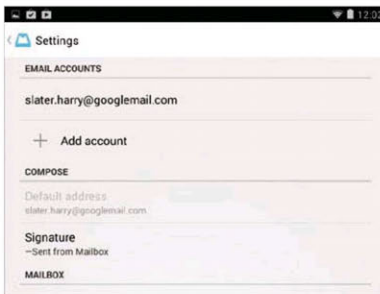 12:02
Settings
EMAIL ACCOUNTS
slater.harry@googlemail.com
+ Add account
COMPOSE
Default address
slater.harry@googlemail.com
Signature
—Sent from Mailbox
MAILBOX